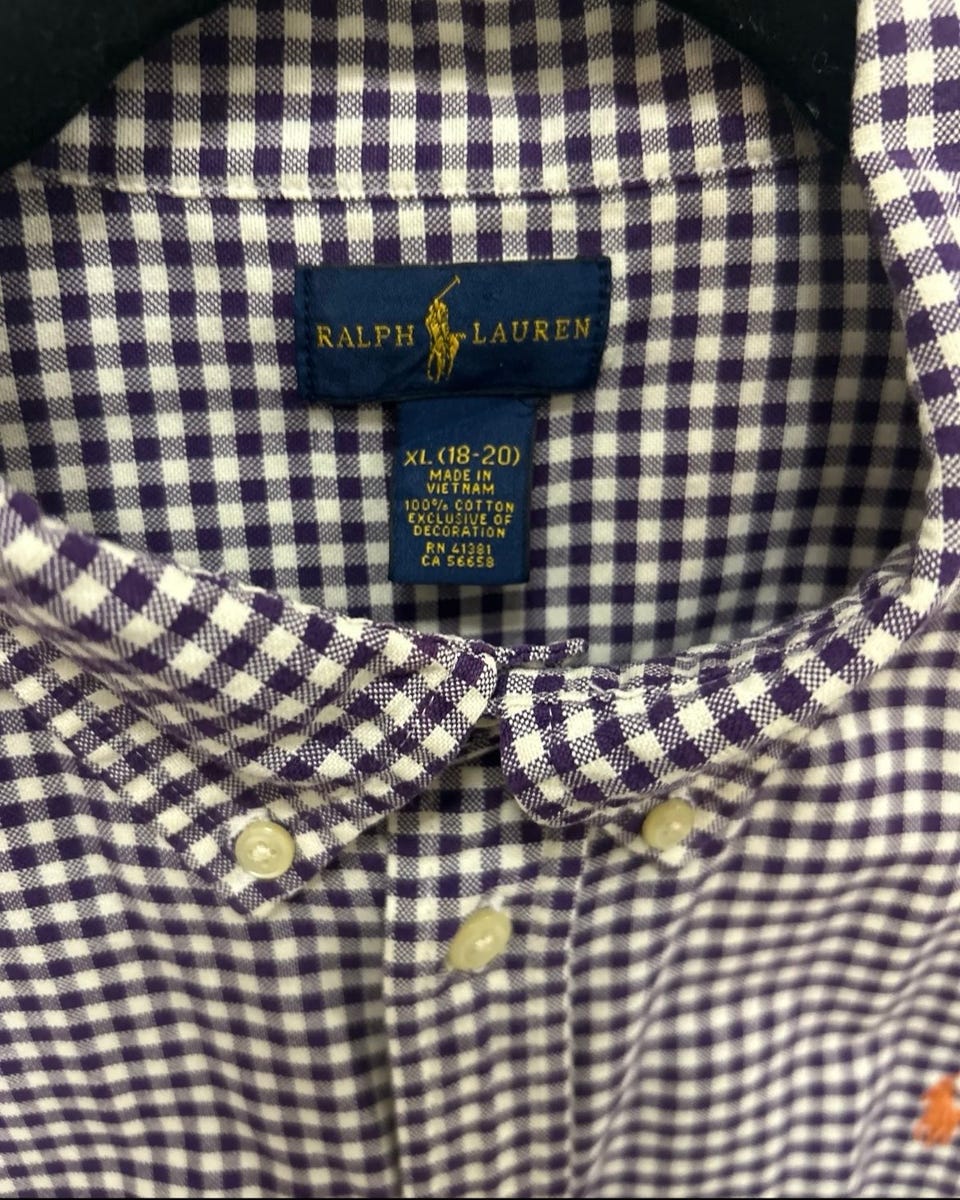 RALPH LAUREN
XL (18-20)
MADE IN
VIETNAM
100% COTTON
EXCLUSIVE OF
DECORATION
RN 41381
CA 56658